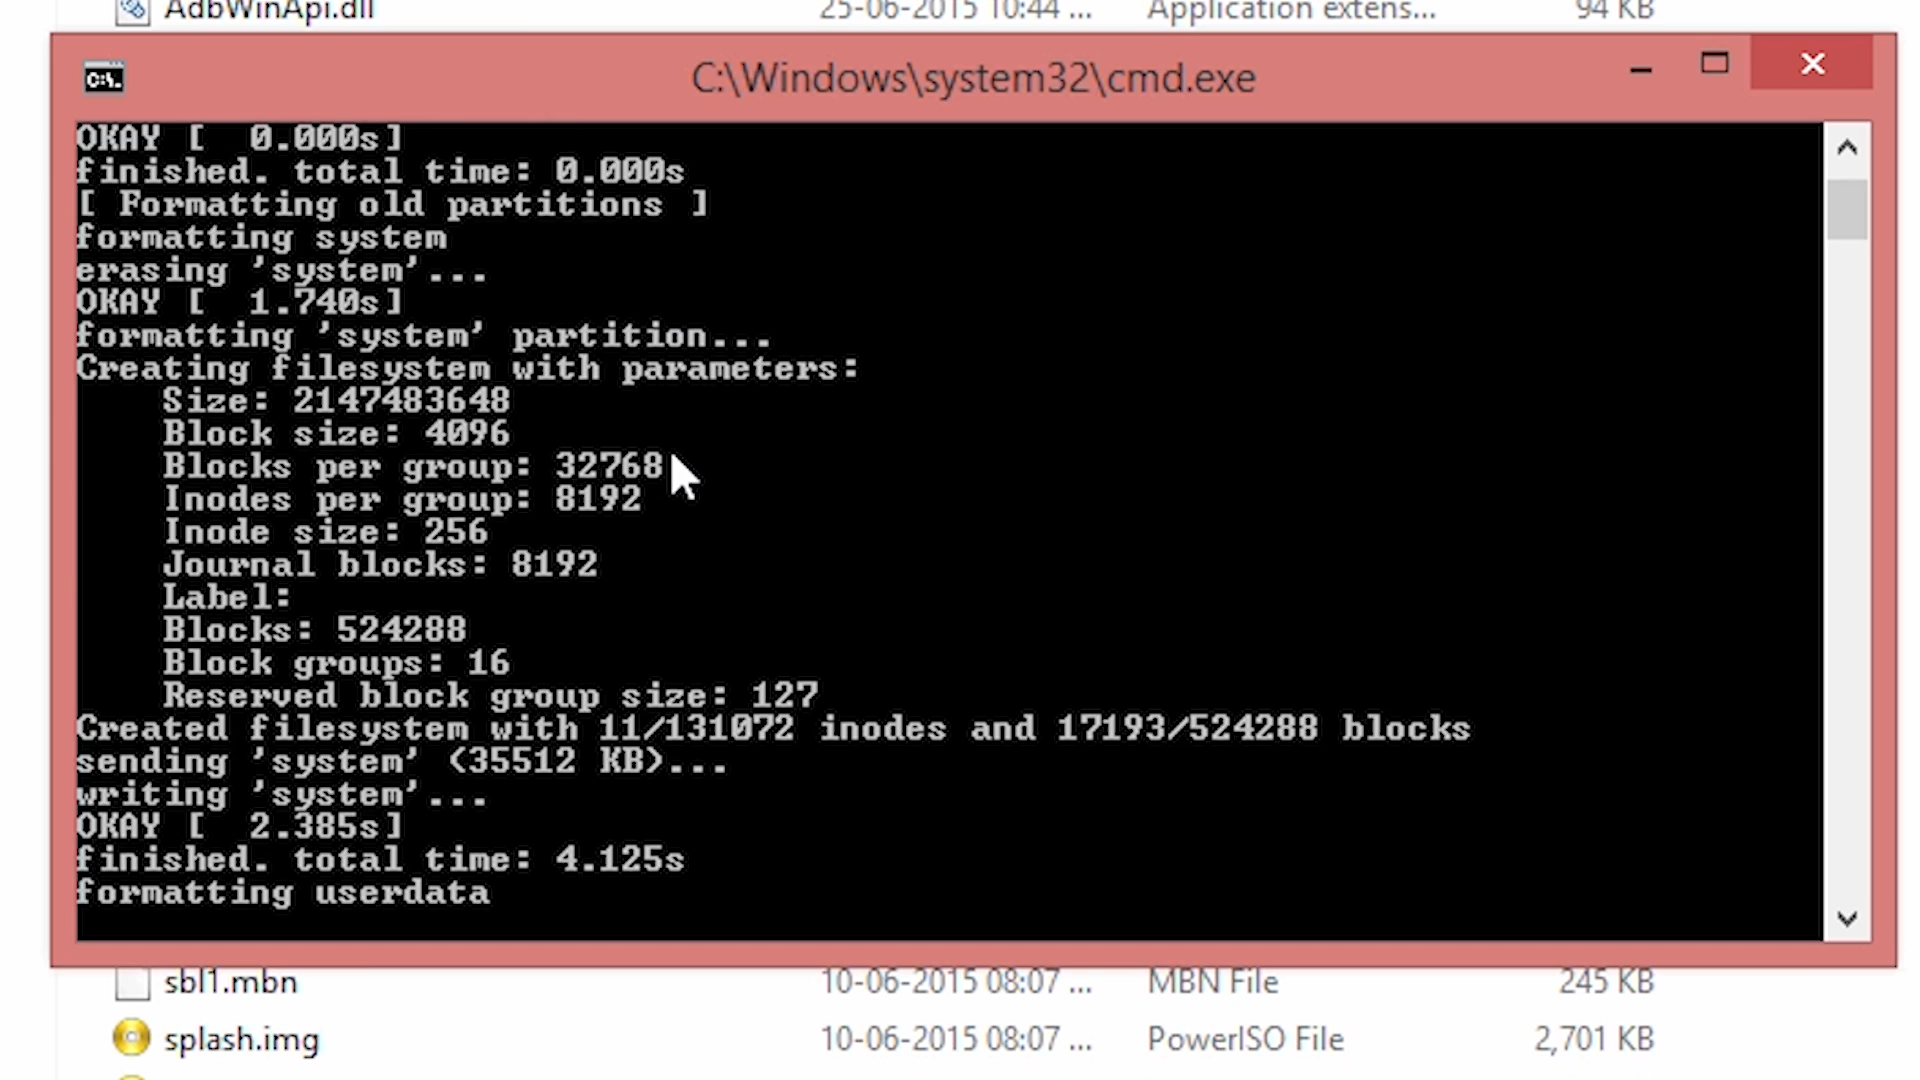 AdbWinApi.dll 25-06-2015 10:44 ... Application extens... 94 KB
C:\Windows\system32\cmd.exe
OKAY [  0.000s]
finished. total time: 0.000s
[ Formatting old partitions ]
formatting system
erasing 'system'...
OKAY [  1.740s]
formatting 'system' partition...
Creating filesystem with parameters:
    Size: 2147483648
    Block size: 4096
    Blocks per group: 32768
    Inodes per group: 8192
    Inode size: 256
    Journal blocks: 8192
    Label:
    Blocks: 524288
    Block groups: 16
    Reserved block group size: 127
Created filesystem with 11/131072 inodes and 17193/524288 blocks
sending 'system' (35512 KB)...
writing 'system'...
OKAY [  2.385s]
finished. total time: 4.125s
formatting userdata
sbl1.mbn 10-06-2015 08:07 ... MBN File 245 KB
splash.img 10-06-2015 08:07 ... PowerISO File 2,701 KB